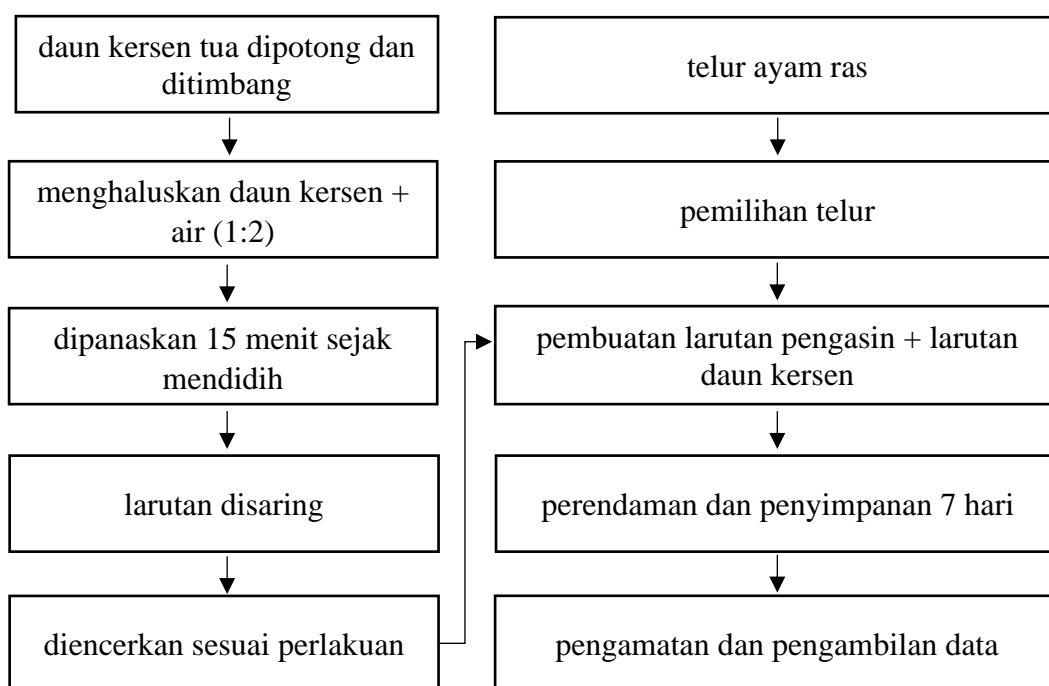 daun kersen tua dipotong dan
ditimbang
menghaluskan daun kersen +
air (1:2)
dipanaskan 15 menit sejak
mendidih
larutan disaring
diencerkan sesuai perlakuan
telur ayam ras
pemilihan telur
pembuatan larutan pengasin + larutan
daun kersen
perendaman dan penyimpanan 7 hari
pengamatan dan pengambilan data